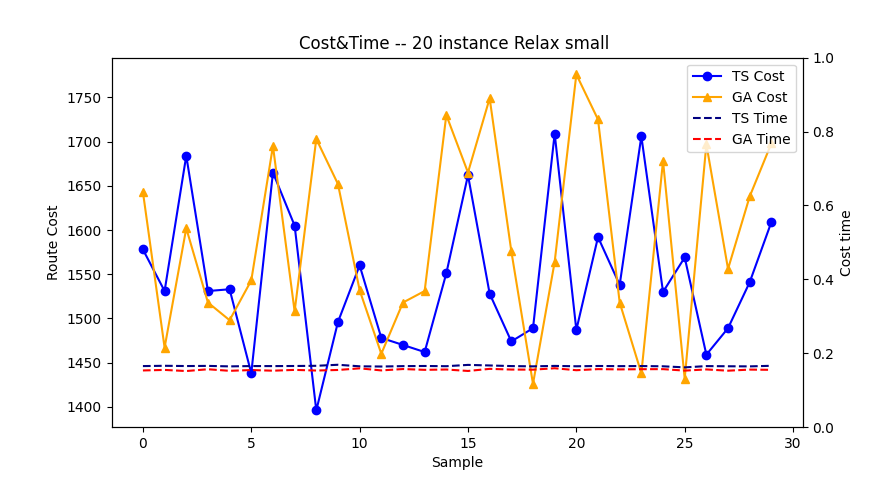 Cost&Time -- 20 instance Relax small
TS Cost
GA Cost
TS Time
GA Time
Route Cost
1750
1700
1650
1600
1550
1500
1450
1400
1.0
0.8
0.6
0.4
0.2
0.0
Cost time
0 5 10 15 20 25 30
Sample